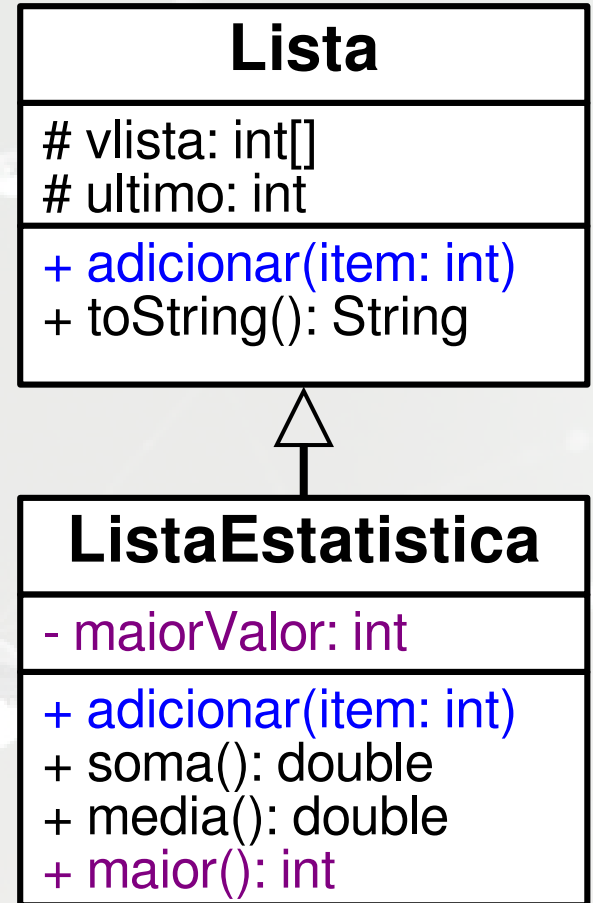 Lista
# vlista: int[]
# ultimo: int
+ adicionar(item: int)
+ toString(): String
ListaEstatistica
- maiorValor: int
+ adicionar(item: int)
+ soma(): double
+ media(): double
+ maior(): int